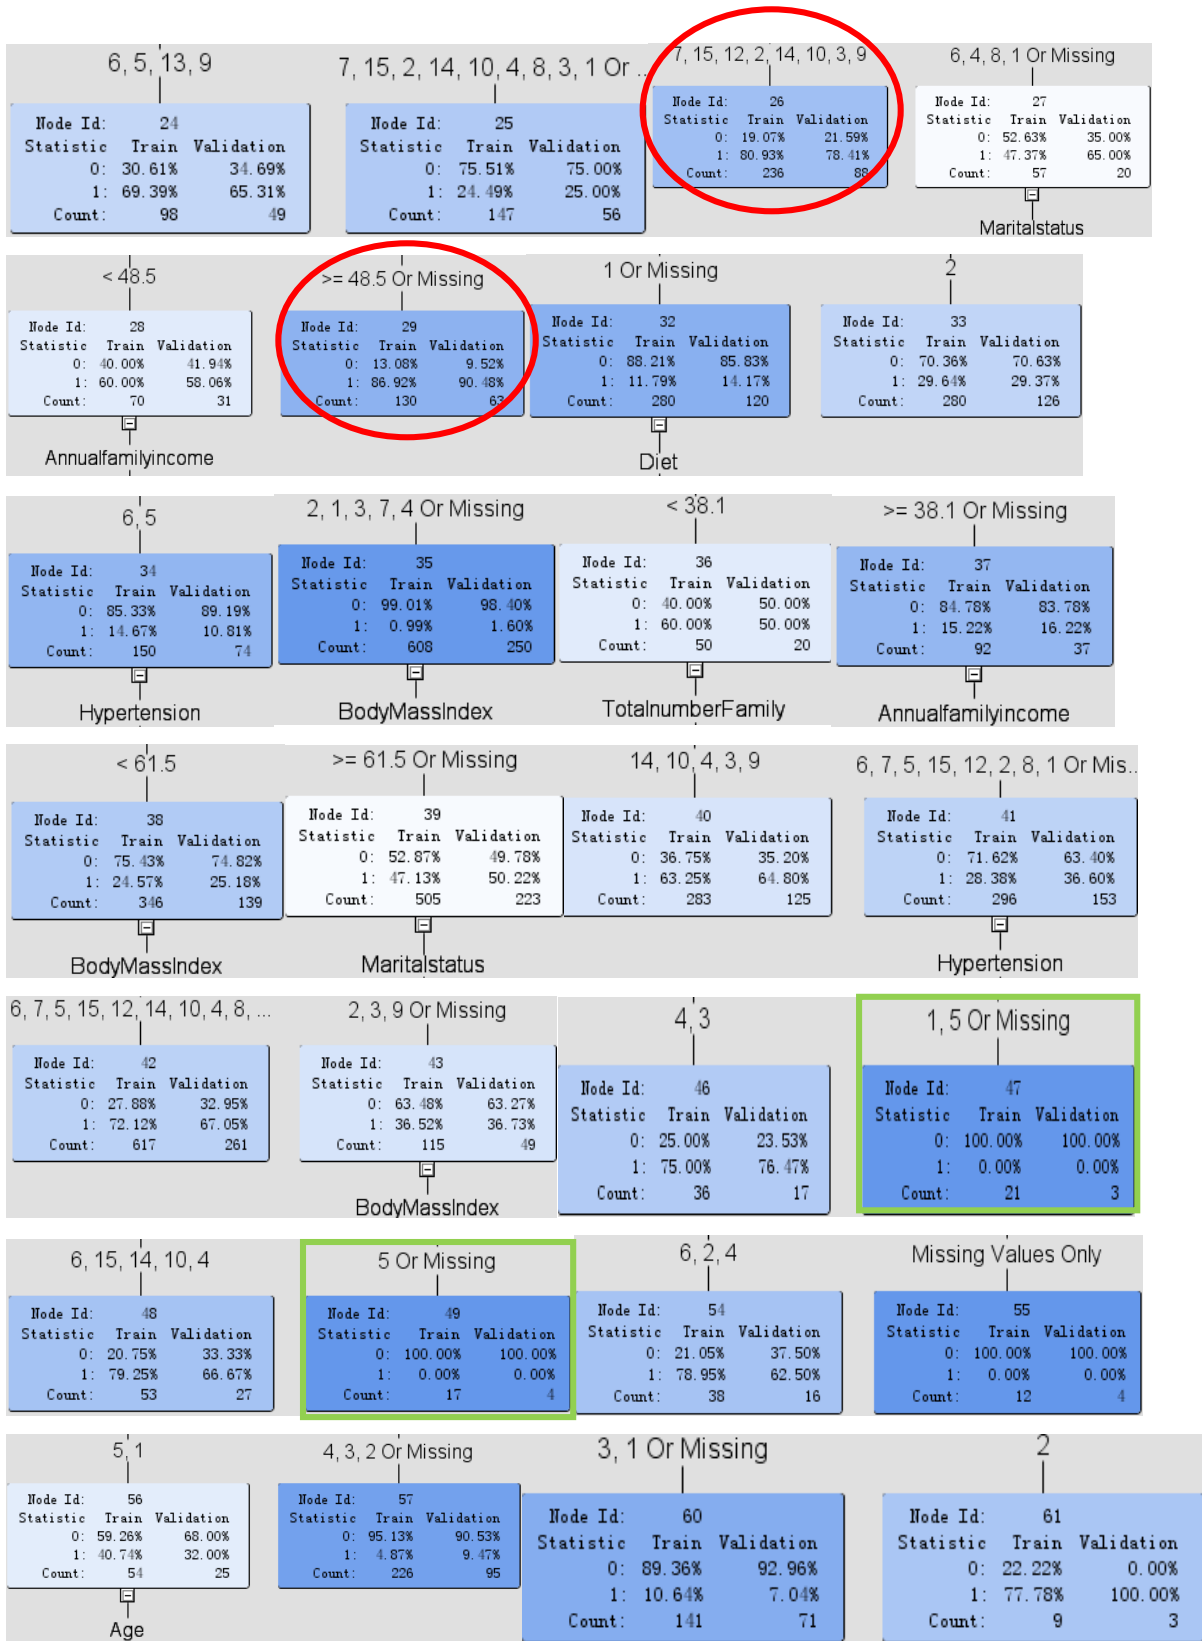 6, 5, 13, 9
Node Id: 24
Statistic Train Validation
0: 30.61% 34.69%
1: 69.39% 65.31%
Count: 98 49
7, 15, 2, 14, 10, 4, 8, 3, 1 Or ...
Node Id: 25
Statistic Train Validation
0: 75.51% 75.00%
1: 24.49% 25.00%
Count: 147 56
7, 15, 12, 2, 14, 10, 3, 9
Node Id: 26
Statistic Train Validation
0: 19.07% 21.59%
1: 80.93% 78.41%
Count: 236 88
6, 4, 8, 1 Or Missing
Node Id: 27
Statistic Train Validation
0: 52.63% 35.00%
1: 47.37% 65.00%
Count: 57 20
Maritalstatus
< 48.5
Node Id: 28
Statistic Train Validation
0: 40.00% 41.94%
1: 60.00% 58.06%
Count: 70 31
Annualfamilyincome
>= 48.5 Or Missing
Node Id: 29
Statistic Train Validation
0: 13.08% 9.52%
1: 86.92% 90.48%
Count: 130 63
1 Or Missing
Node Id: 32
Statistic Train Validation
0: 88.21% 85.83%
1: 11.79% 14.17%
Count: 280 120
Diet
2
Node Id: 33
Statistic Train Validation
0: 70.36% 70.63%
1: 29.64% 29.37%
Count: 280 126
6, 5
Node Id: 34
Statistic Train Validation
0: 85.33% 89.19%
1: 14.67% 10.81%
Count: 150 74
Hypertension
2, 1, 3, 7, 4 Or Missing
Node Id: 35
Statistic Train Validation
0: 99.01% 98.40%
1: 0.99% 1.60%
Count: 608 250
BodyMassIndex
< 38.1
Node Id: 36
Statistic Train Validation
0: 40.00% 50.00%
1: 60.00% 50.00%
Count: 50 20
TotalnumberFamily
>= 38.1 Or Missing
Node Id: 37
Statistic Train Validation
0: 84.78% 83.78%
1: 15.22% 16.22%
Count: 92 37
Annualfamilyincome
< 61.5
Node Id: 38
Statistic Train Validation
0: 75.43% 74.82%
1: 24.57% 25.18%
Count: 346 139
BodyMassIndex
>= 61.5 Or Missing
Node Id: 39
Statistic Train Validation
0: 52.87% 49.78%
1: 47.13% 50.22%
Count: 505 223
Maritalstatus
14, 10, 4, 3, 9
Node Id: 40
Statistic Train Validation
0: 36.75% 35.20%
1: 63.25% 64.80%
Count: 283 125
6, 7, 5, 15, 12, 2, 8, 1 Or Mis..
Node Id: 41
Statistic Train Validation
0: 71.62% 63.40%
1: 28.38% 36.60%
Count: 296 153
Hypertension
6, 7, 5, 15, 12, 14, 10, 4, 8, ...
Node Id: 42
Statistic Train Validation
0: 27.88% 32.95%
1: 72.12% 67.05%
Count: 617 261
2, 3, 9 Or Missing
Node Id: 43
Statistic Train Validation
0: 63.48% 63.27%
1: 36.52% 36.73%
Count: 115 49
BodyMassIndex
4, 3
Node Id: 46
Statistic Train Validation
0: 25.00% 23.53%
1: 75.00% 76.47%
Count: 36 17
1, 5 Or Missing
Node Id: 47
Statistic Train Validation
0: 100.00% 100.00%
1: 0.00% 0.00%
Count: 21 3
6, 15, 14, 10, 4
Node Id: 48
Statistic Train Validation
0: 20.75% 33.33%
1: 79.25% 66.67%
Count: 53 27
5 Or Missing
Node Id: 49
Statistic Train Validation
0: 100.00% 100.00%
1: 0.00% 0.00%
Count: 17 4
6, 2, 4
Node Id: 54
Statistic Train Validation
0: 21.05% 37.50%
1: 78.95% 62.50%
Count: 38 16
Missing Values Only
Node Id: 55
Statistic Train Validation
0: 100.00% 100.00%
1: 0.00% 0.00%
Count: 12 4
5, 1
Node Id: 56
Statistic Train Validation
0: 59.26% 68.00%
1: 40.74% 32.00%
Count: 54 25
Age
4, 3, 2 Or Missing
Node Id: 57
Statistic Train Validation
0: 95.13% 90.53%
1: 4.87% 9.47%
Count: 226 95
3, 1 Or Missing
Node Id: 60
Statistic Train Validation
0: 89.36% 92.96%
1: 10.64% 7.04%
Count: 141 71
2
Node Id: 61
Statistic Train Validation
0: 22.22% 0.00%
1: 77.78% 100.00%
Count: 9 3